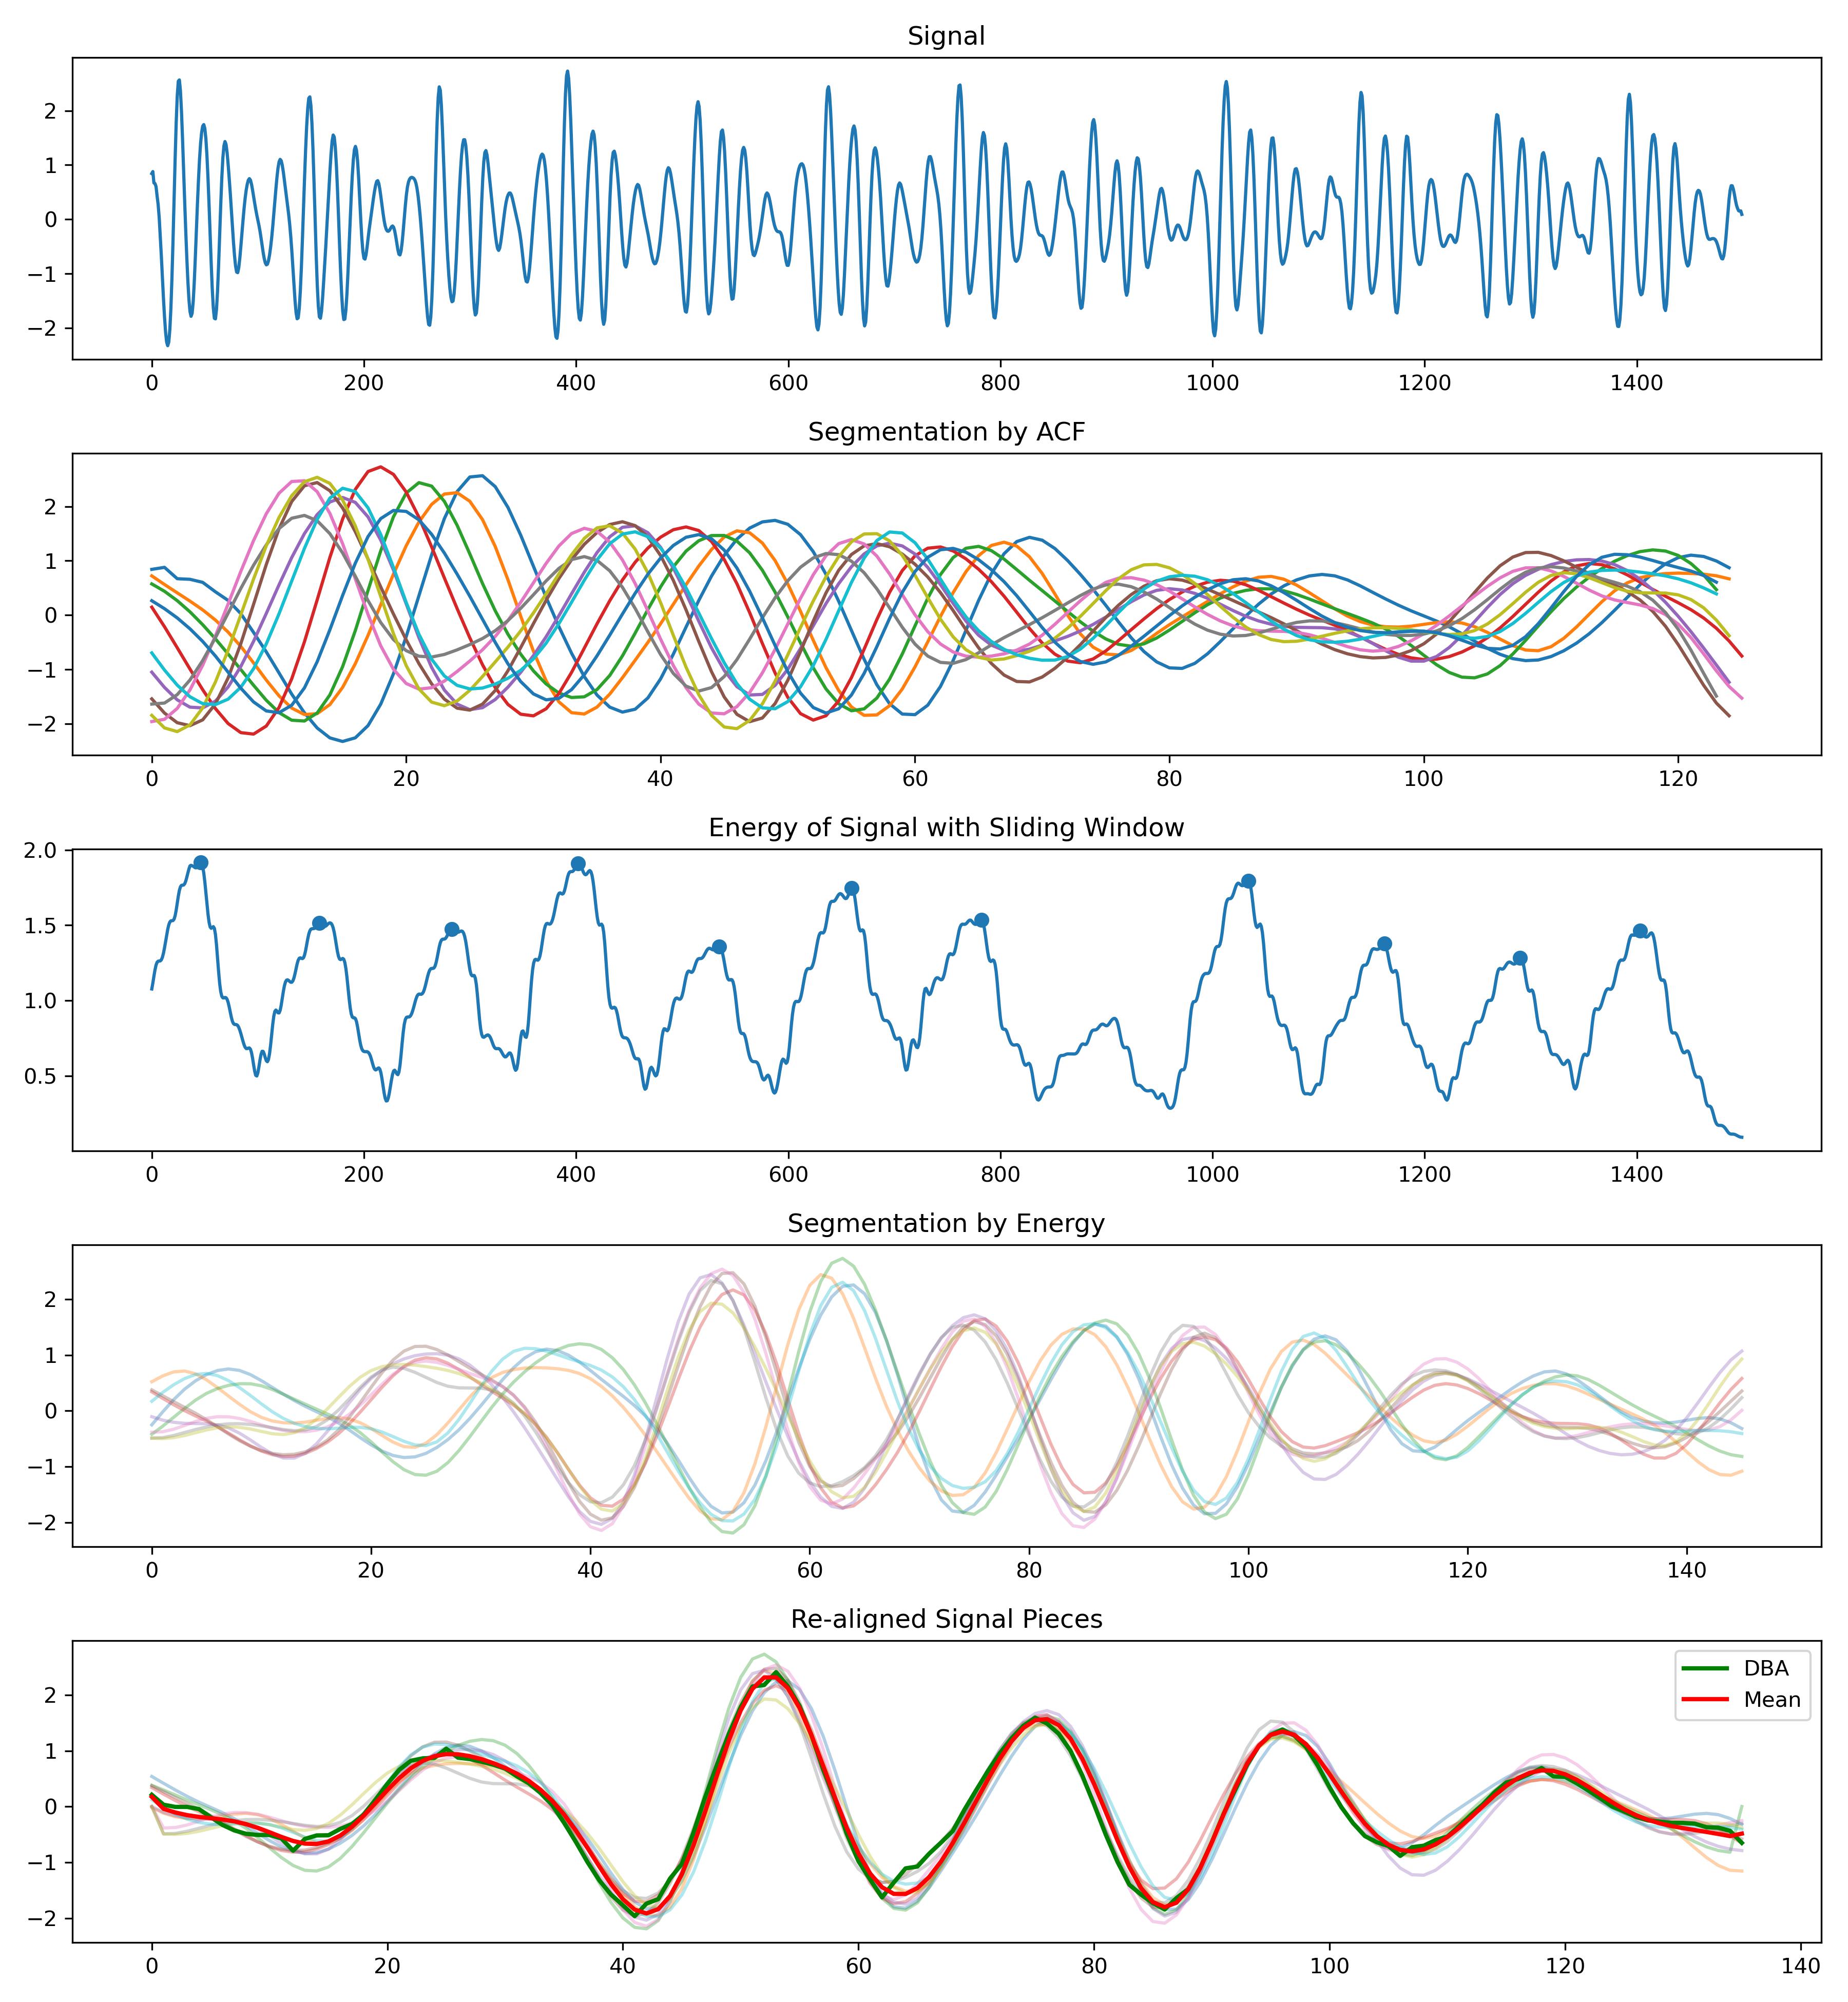 Signal
2
1
0
−1
−2
0 200 400 600 800 1000 1200 1400
Segmentation by ACF
2
1
0
−1
−2
0 20 40 60 80 100 120
Energy of Signal with Sliding Window
2.0
1.5
1.0
0.5
0 200 400 600 800 1000 1200 1400
Segmentation by Energy
2
1
0
−1
−2
0 20 40 60 80 100 120 140
Re-aligned Signal Pieces
DBA
Mean
2
1
0
−1
−2
0 20 40 60 80 100 120 140